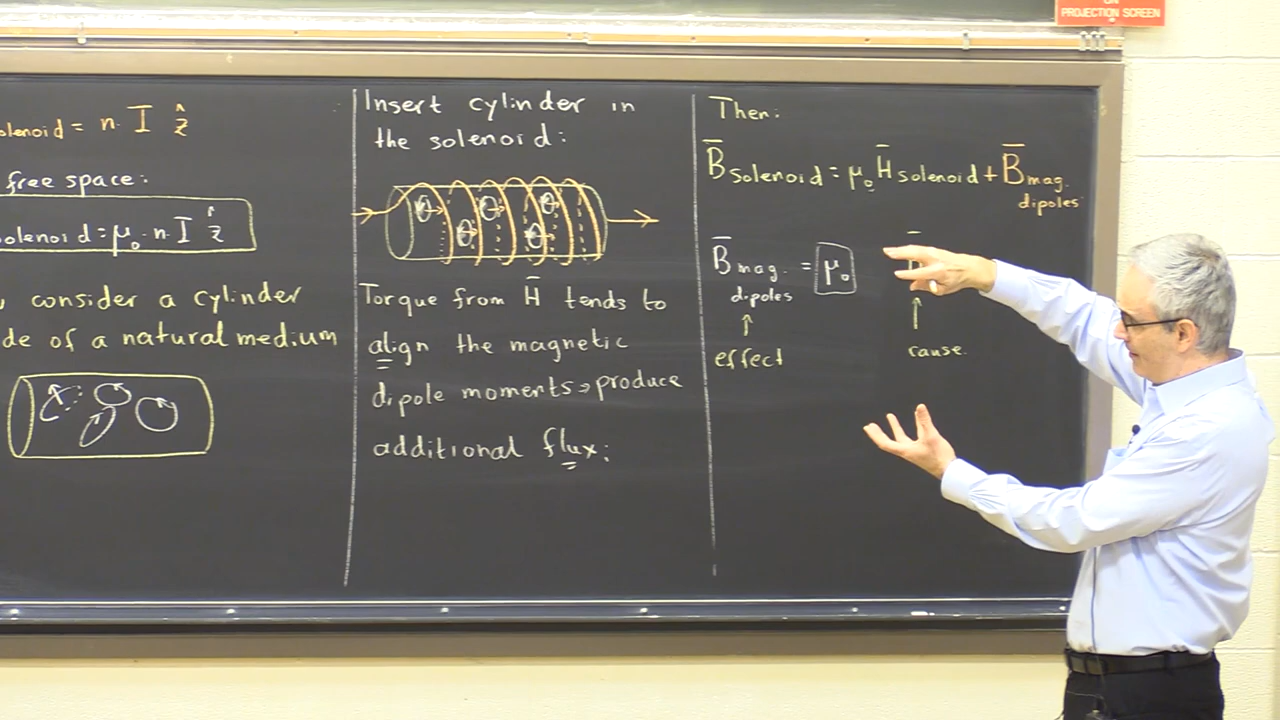 ON
PROJECTION SCREEN
olenoid = n · I ẑ
free space:
olenoid = μ₀ · n · I ẑ
consider a cylinder
de of a natural medium
Insert cylinder in
the solenoid:
Torque from H̄ tends to
align the magnetic
dipole moments → produce
additional flux:
Then:
B̄ solenoid = μ₀ H̄ solenoid + B̄ mag.
dipoles
B̄ mag. = μ₀
dipoles
effect
cause.